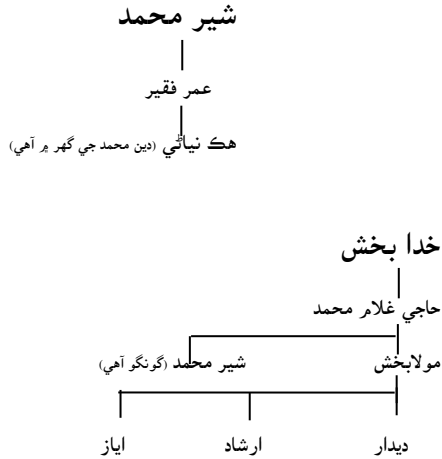 شير محمد
عمر فقير
هڪ نياڻي (دين محمد جي گهر ۾ آهي)
خدا بخش
حاجي غلام محمد
مولابخش شير محمد (گونگو آهي)
ديدار ارشاد اياز